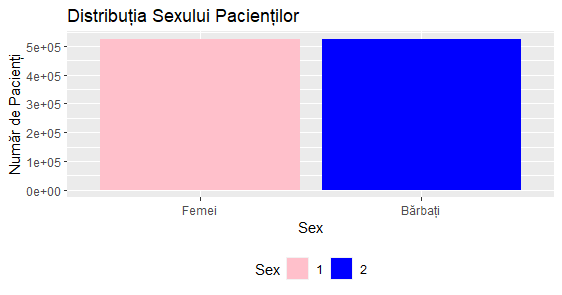 Distribuția Sexului Pacienților
Număr de Pacienți
5e+05
4e+05
3e+05
2e+05
1e+05
0e+00
Femei Bărbați
Sex
Sex 1 2